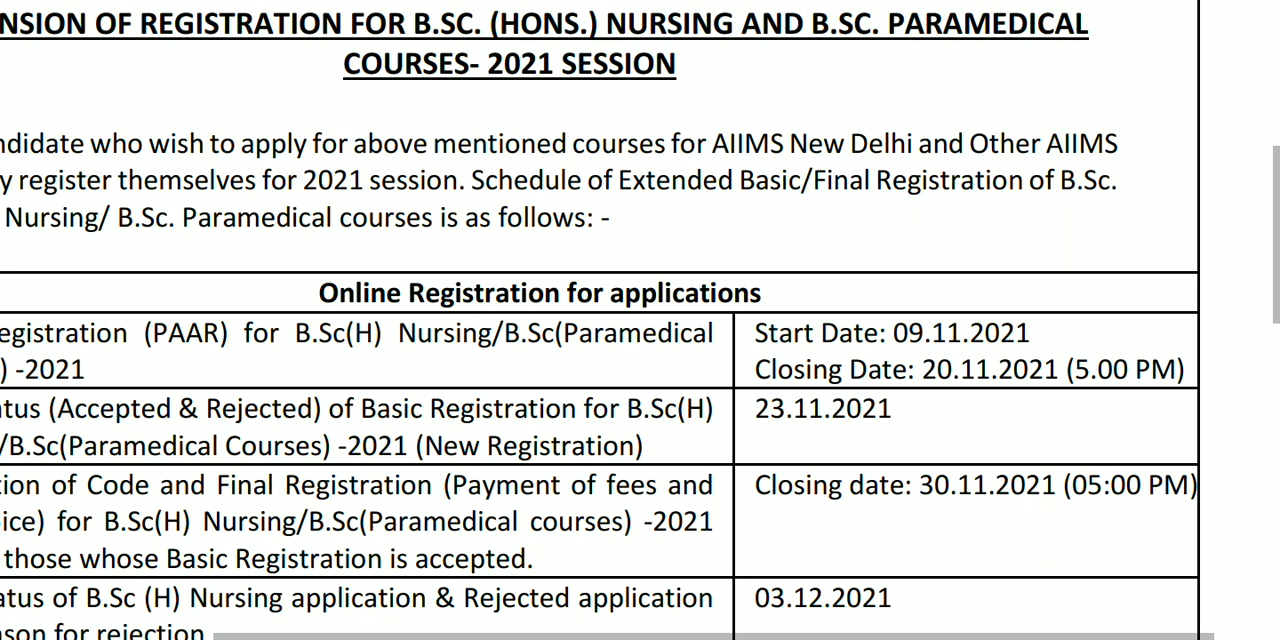 NSION OF REGISTRATION FOR B.SC. (HONS.) NURSING AND B.SC. PARAMEDICAL
COURSES- 2021 SESSION
ndidate who wish to apply for above mentioned courses for AIIMS New Delhi and Other AIIMS
y register themselves for 2021 session. Schedule of Extended Basic/Final Registration of B.Sc.
Nursing/ B.Sc. Paramedical courses is as follows: -
Online Registration for applications
egistration (PAAR) for B.Sc(H) Nursing/B.Sc(Paramedical
) -2021
Start Date: 09.11.2021
Closing Date: 20.11.2021 (5.00 PM)
atus (Accepted & Rejected) of Basic Registration for B.Sc(H)
/B.Sc(Paramedical Courses) -2021 (New Registration)
23.11.2021
tion of Code and Final Registration (Payment of fees and
oice) for B.Sc(H) Nursing/B.Sc(Paramedical courses) -2021
those whose Basic Registration is accepted.
Closing date: 30.11.2021 (05:00 PM)
atus of B.Sc (H) Nursing application & Rejected application
ason for rejection
03.12.2021